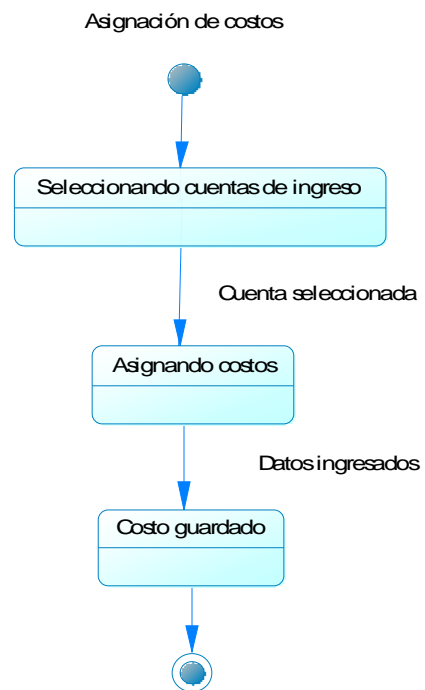 Asignación de costos
Seleccionando cuentas de ingreso
Cuenta seleccionada
Asignando costos
Datos ingresados
Costo guardado